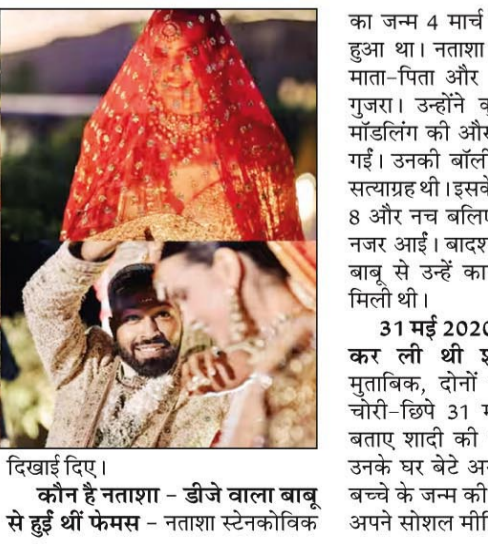 दिखाई दिए।
कौन है नताशा - डीजे वाला बाबू
से हुईं थीं फेमस - नताशा स्टेनकोविक
का जन्म 4 मार्च
हुआ था। नताशा
माता-पिता और
गुजरा। उन्होंने
मॉडलिंग की और
गईं। उनकी बॉली
सत्याग्रह थी। इसके
8 और नच बलिए
नजर आईं। बादश
बाबू से उन्हें का
मिली थी।
31 मई 2020
कर ली थी
मुताबिक, दोनों
चोरी-छिपे 31
बताए शादी की
उनके घर बेटे
बच्चे के जन्म की
अपने सोशल मीडि